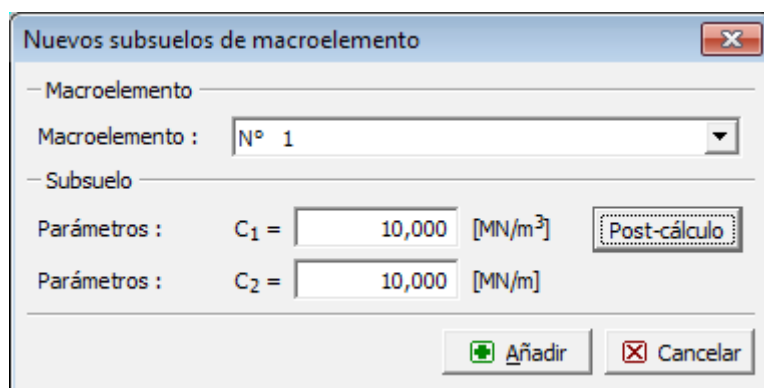 Nuevos subsuelos de macroelemento
Macroelemento
Macroelemento : N° 1
Subsuelo
Parámetros : C₁ = 10,000 [MN/m³] Post-cálculo
Parámetros : C₂ = 10,000 [MN/m]
Añadir Cancelar